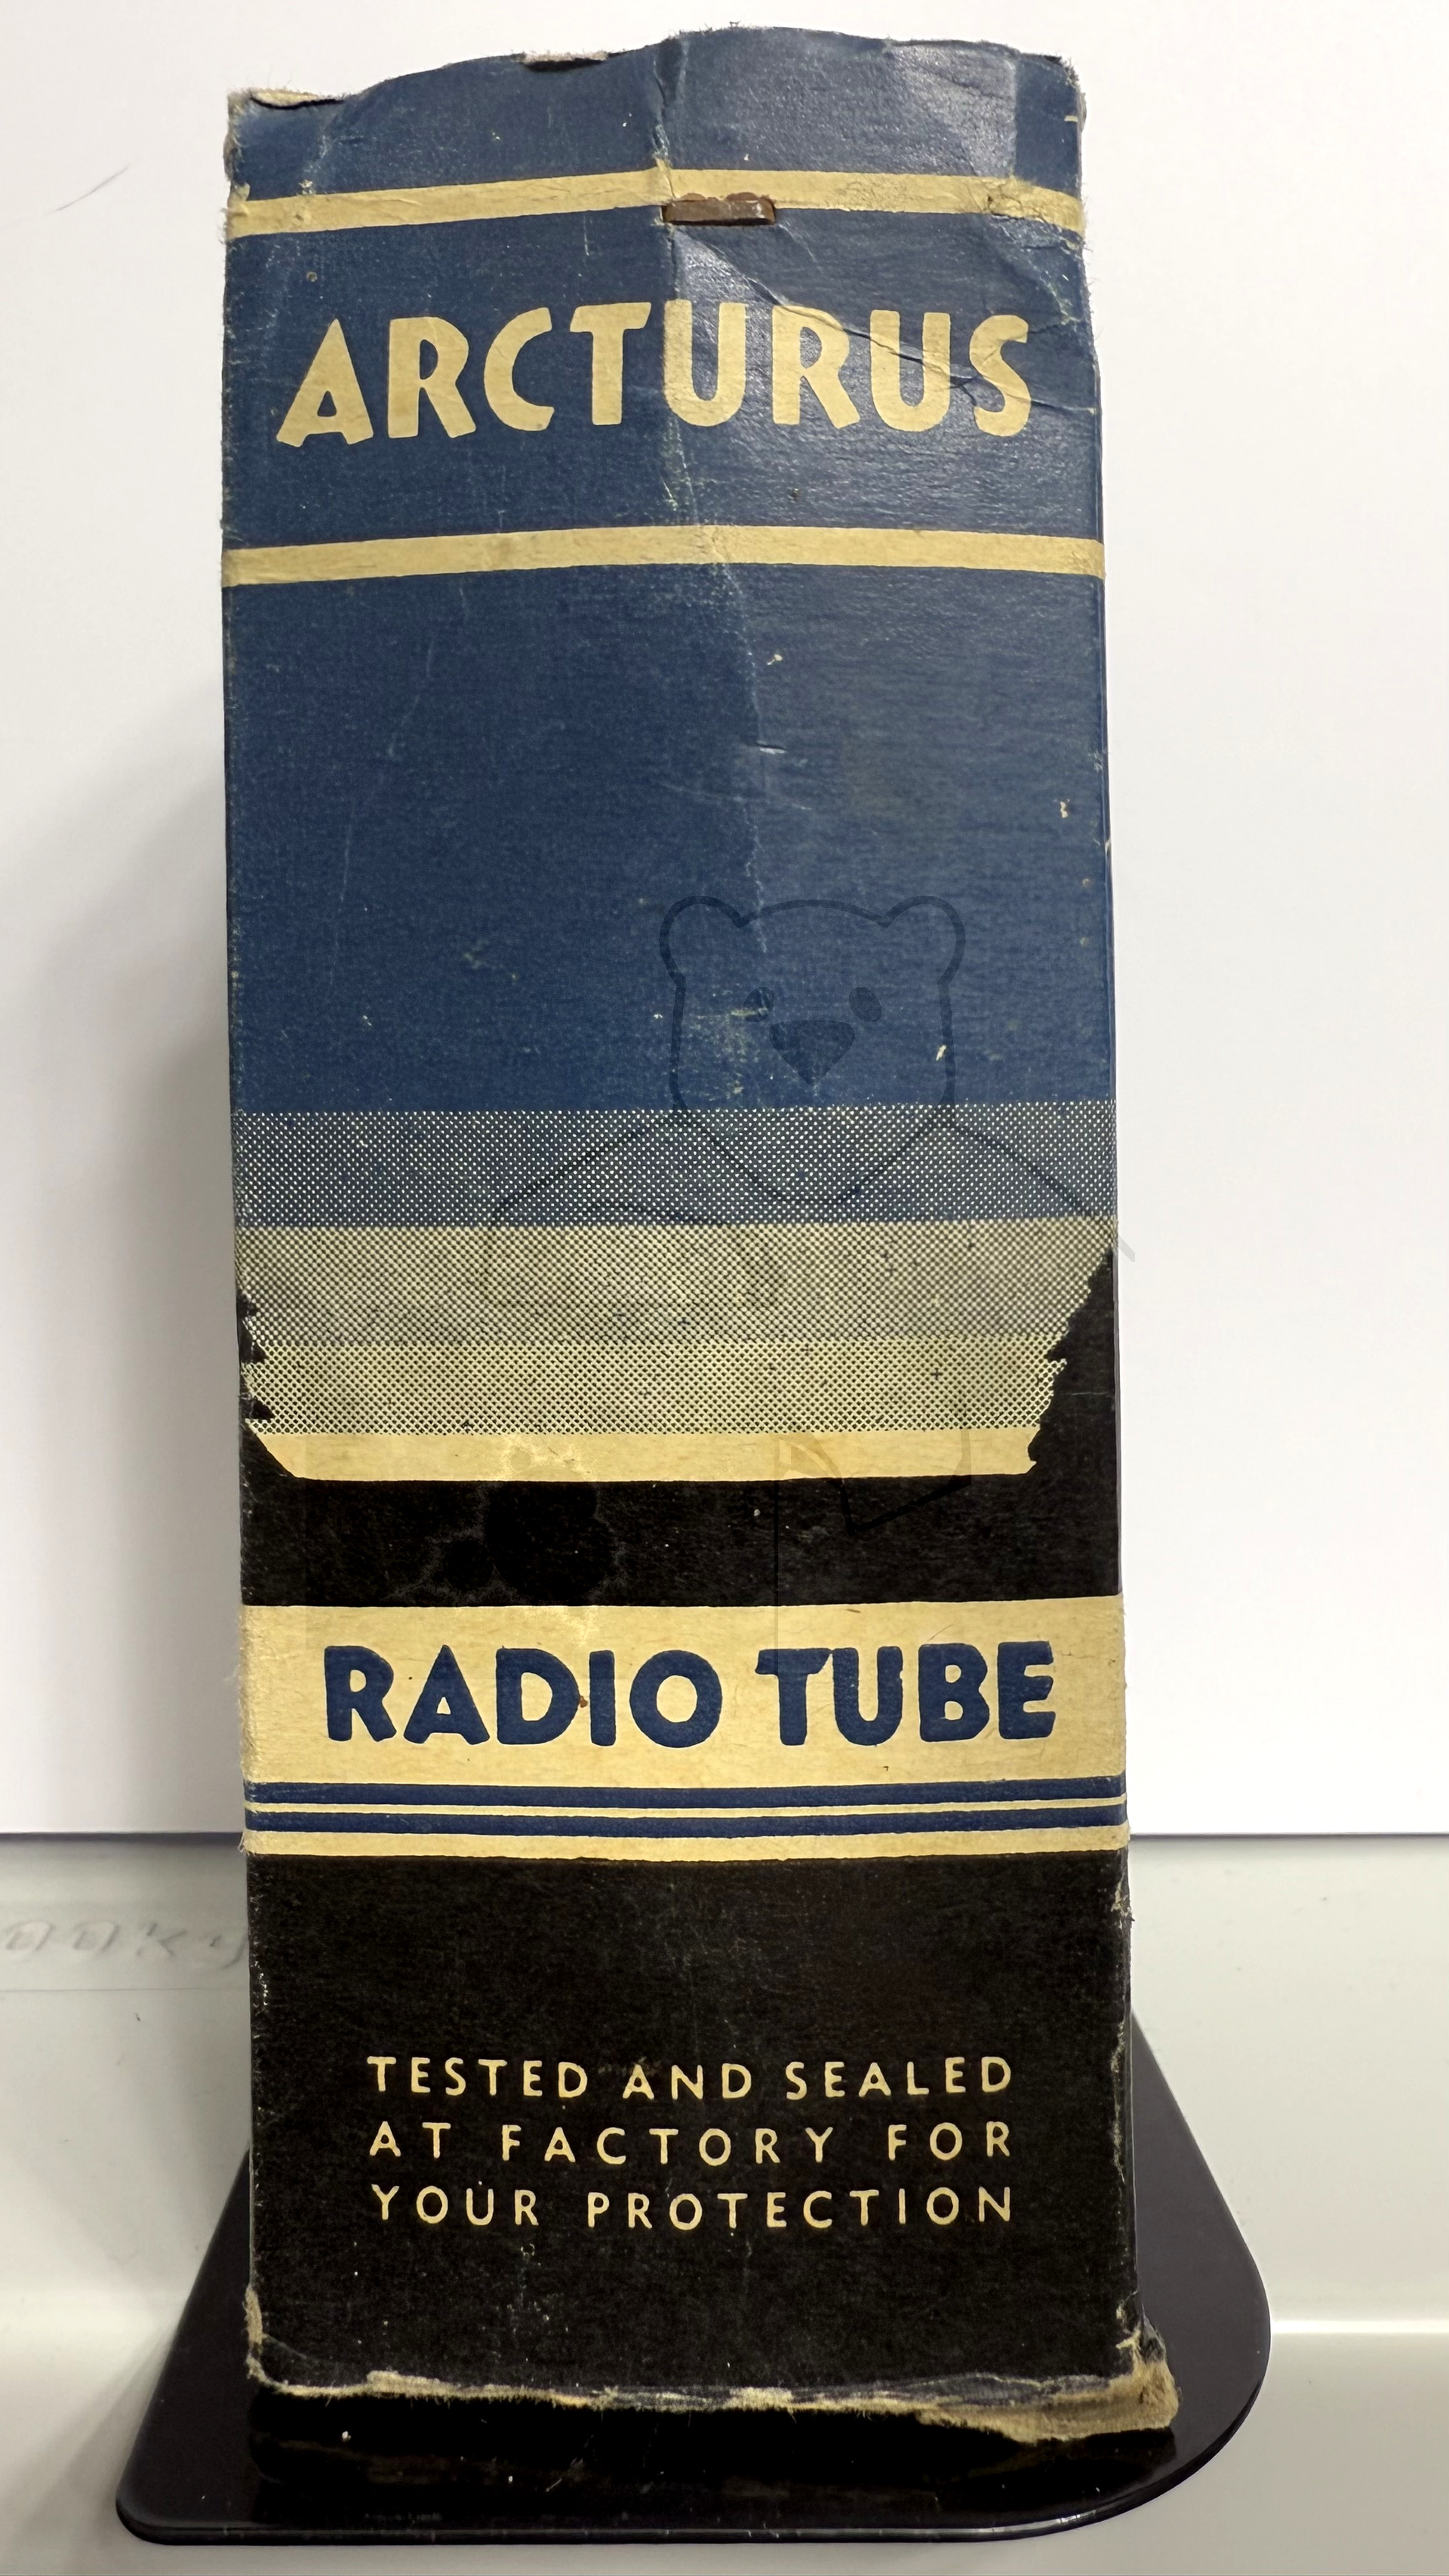 ARCTURUS
RADIO TUBE
TESTED AND SEALED
AT FACTORY FOR
YOUR PROTECTION